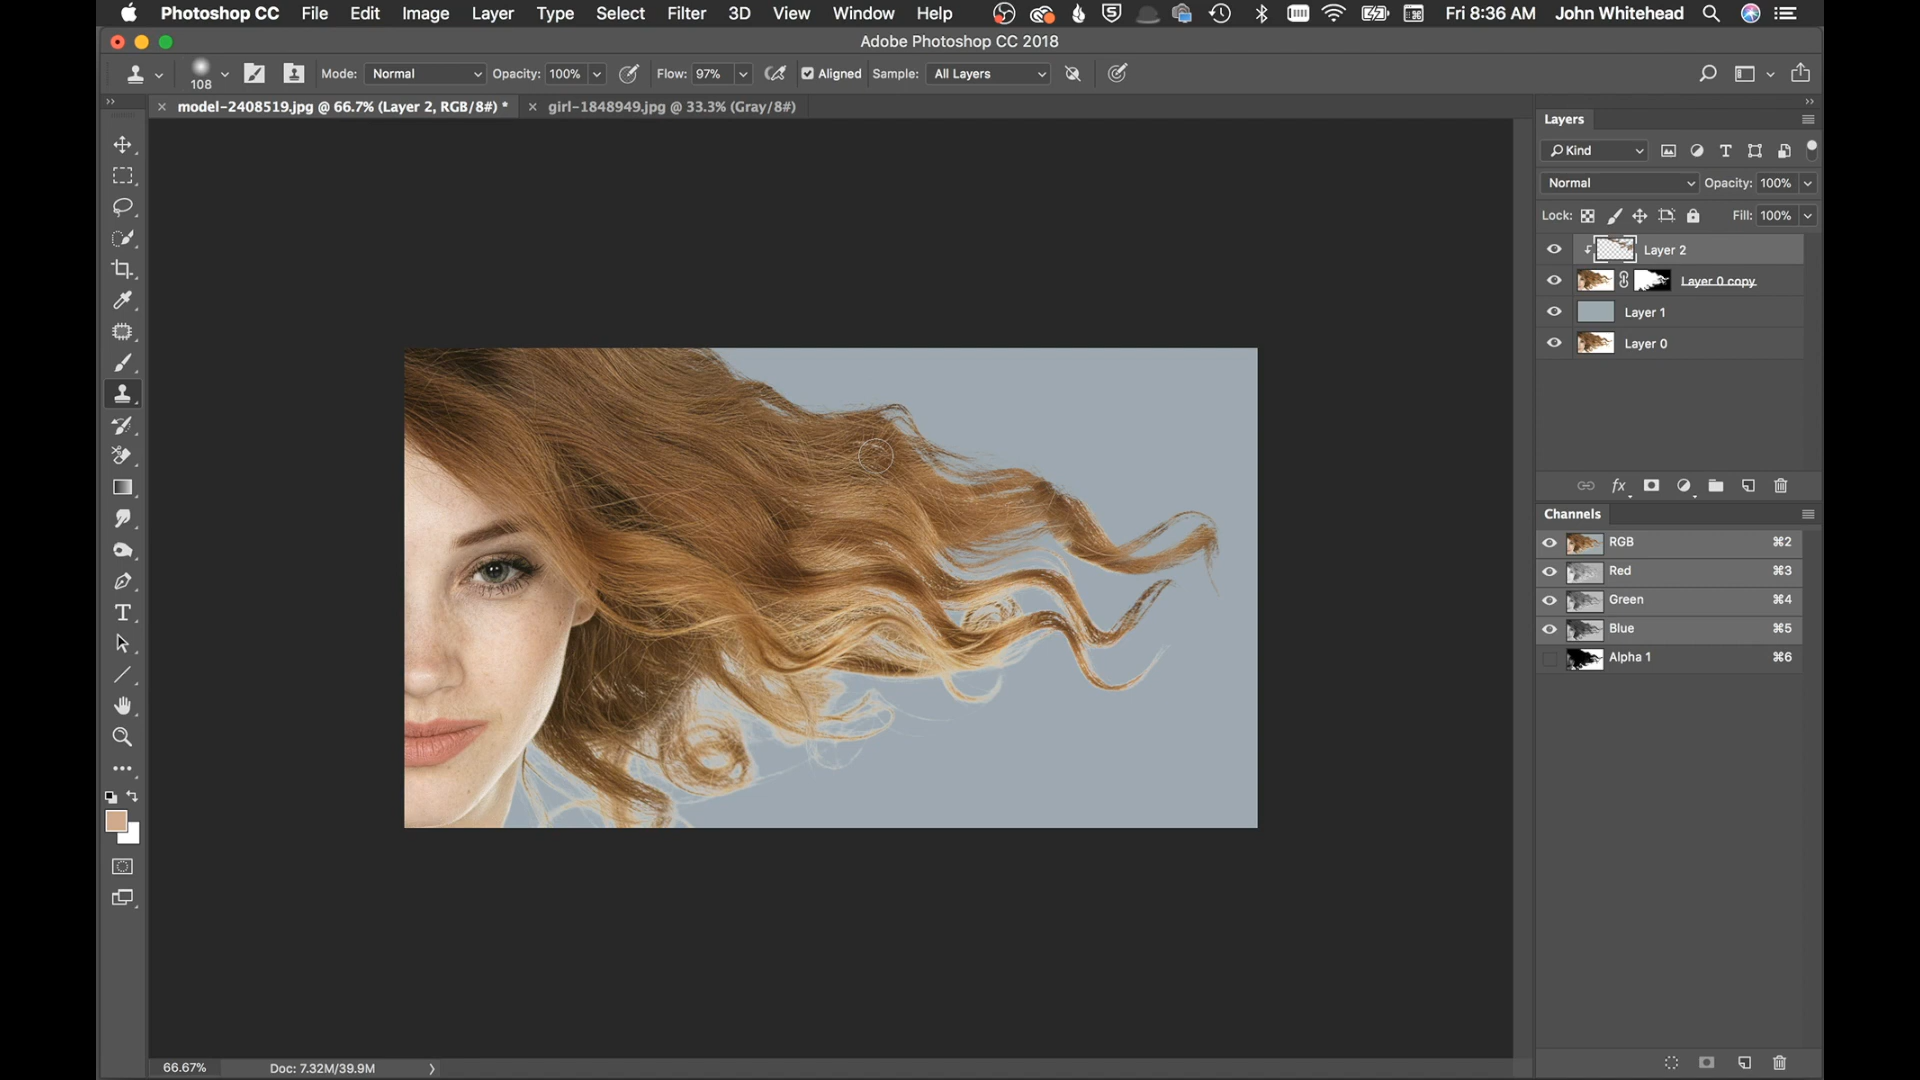 Photoshop CC File Edit Image Layer Type Select Filter 3D View Window Help Fri 8:36 AM John Whitehead
Adobe Photoshop CC 2018
108 Mode: Normal Opacity: 100% Flow: 97% Aligned Sample: All Layers
model-2408519.jpg @ 66.7% (Layer 2, RGB/8#) * girl-1848949.jpg @ 33.3% (Gray/8#)
Layers
Kind
Normal Opacity: 100%
Lock: Fill: 100%
Layer 2
Layer 0 copy
Layer 1
Layer 0
fx
Channels
RGB ⌘2
Red ⌘3
Green ⌘4
Blue ⌘5
Alpha 1 ⌘6
66.67% Doc: 7.32M/39.9M